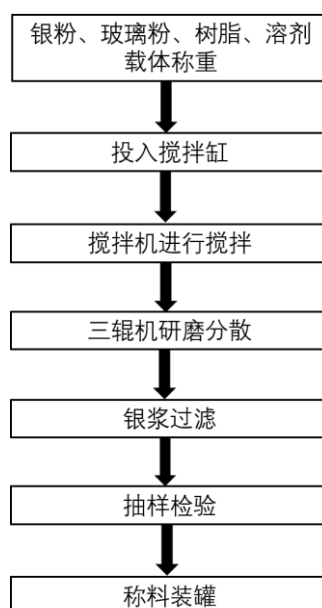 银粉、玻璃粉、树脂、溶剂
载体称重
投入搅拌缸
搅拌机进行搅拌
三辊机研磨分散
银浆过滤
抽样检验
称料装罐